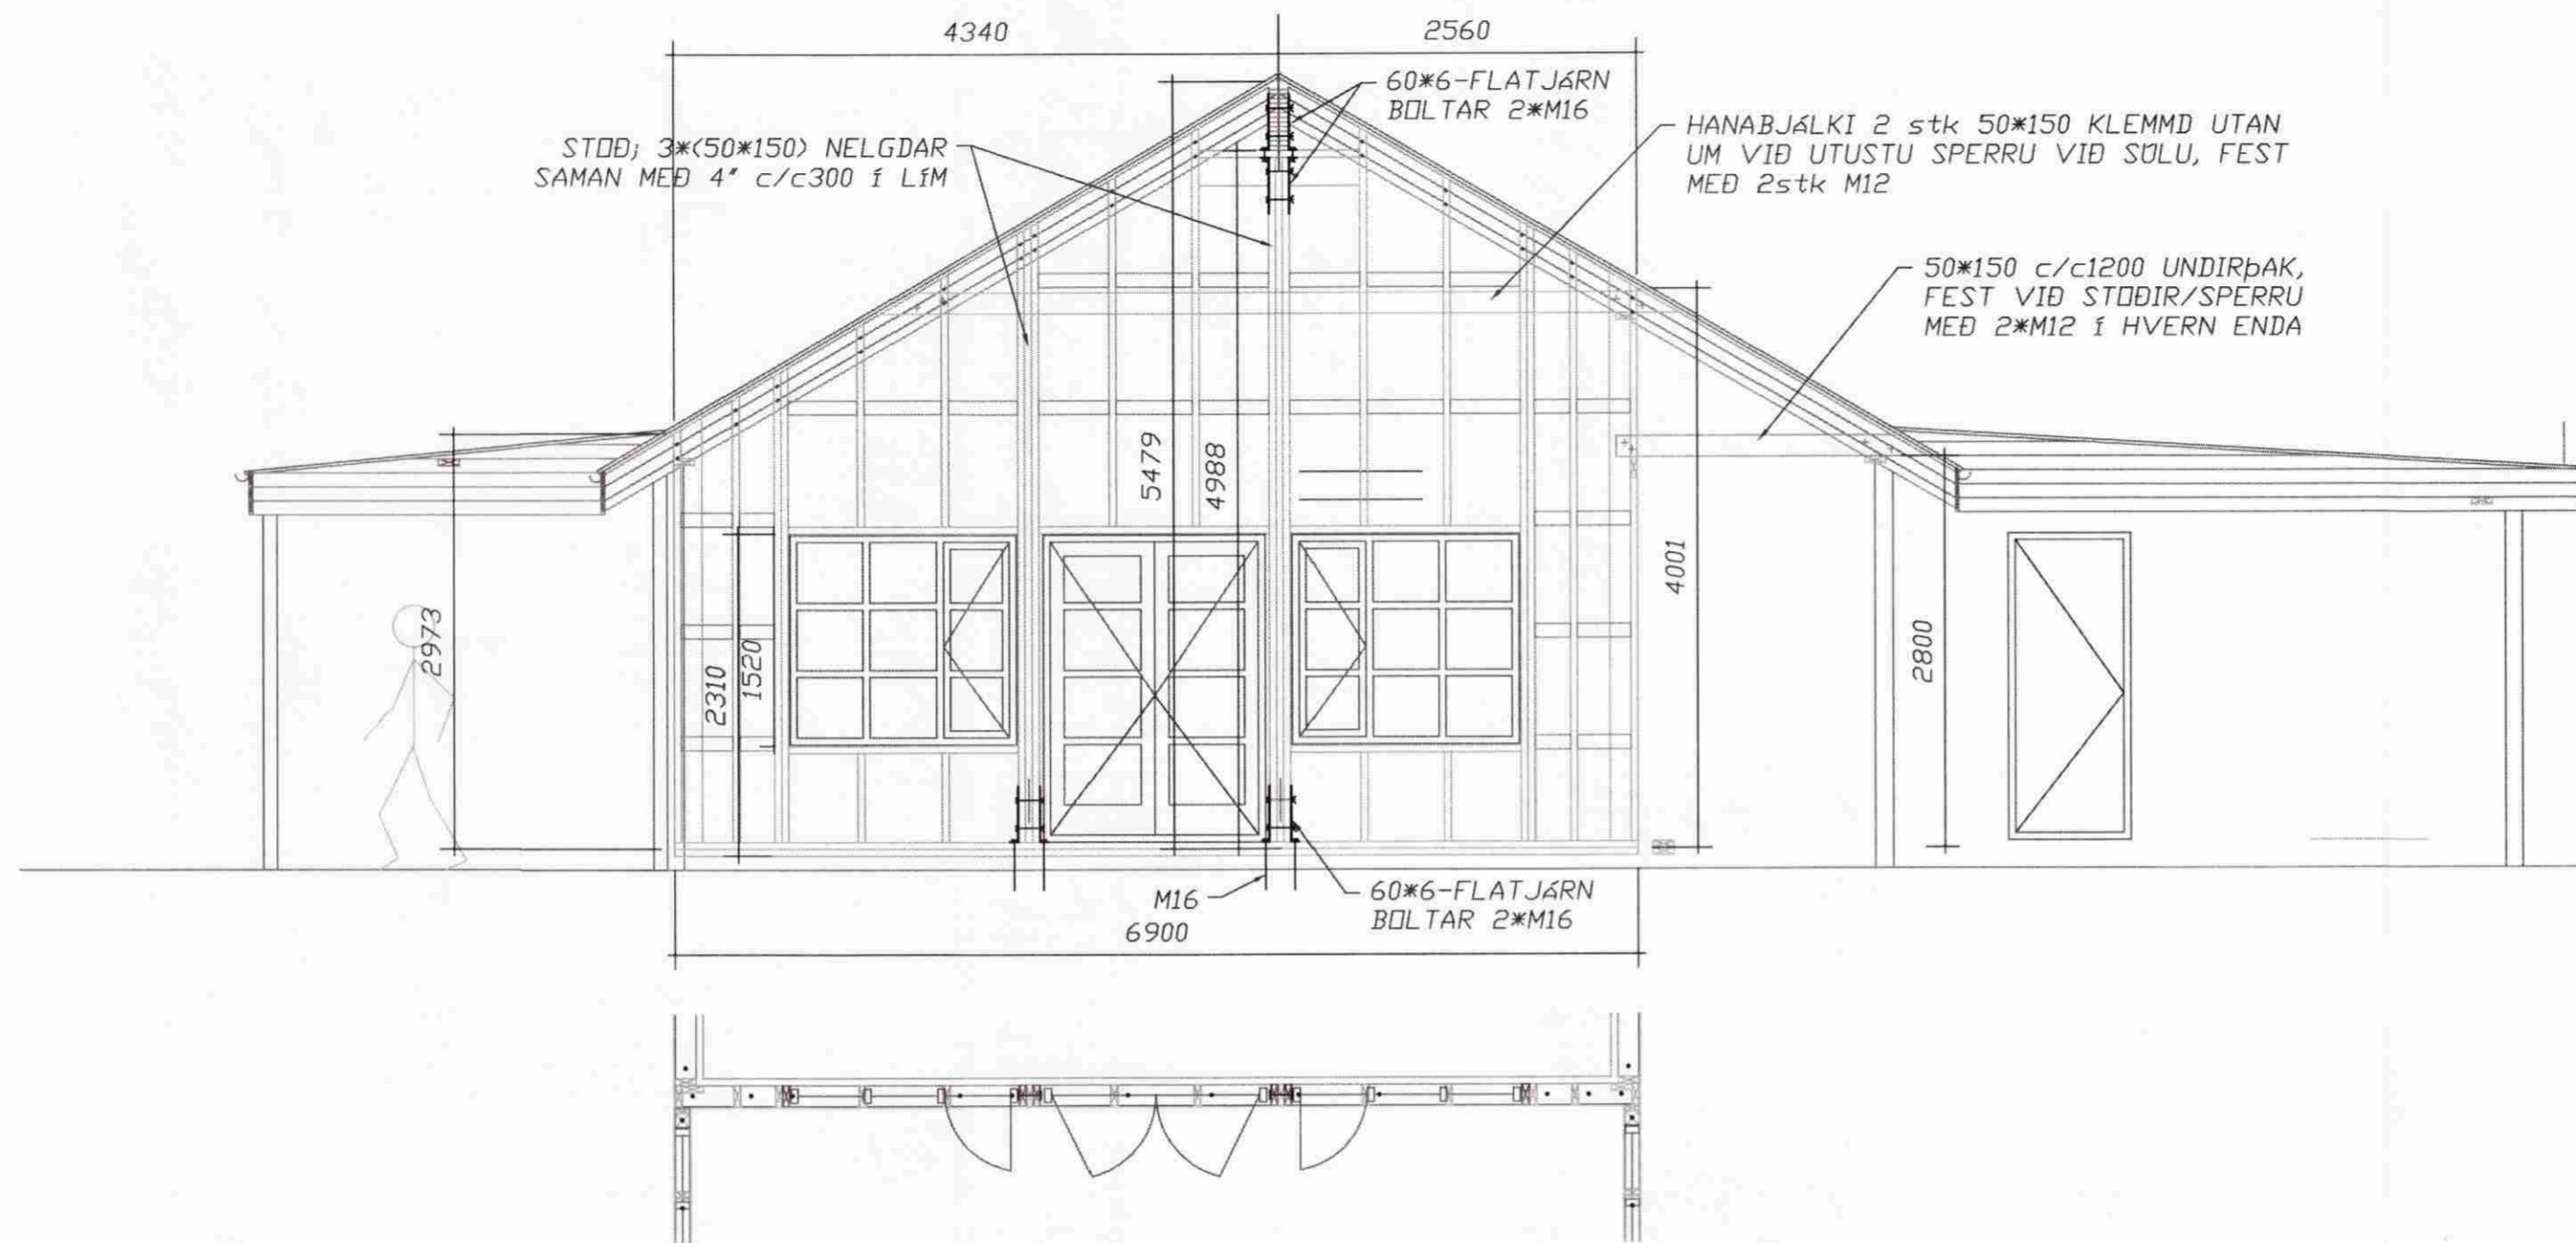 4340
2560
60*6-FLATJÁRN
BOLTAR 2*M16
STOÐ; 3*(50*150) NELGDAR
SAMAN MEÐ 4" c/c300 í LÍM
HANABJÁLKI 2 stk 50*150 KLEMMD UTAN
UM VIÐ UTUSTU SPERRU VIÐ SÚLU, FEST
MEÐ 2stk M12
50*150 c/c1200 UNDIRÞAK,
FEST VIÐ STOÐIR/SPERRU
MEÐ 2*M12 í HVERN ENDA
5479
4988
4001
2973
2310
1520
2800
M16
60*6-FLATJÁRN
BOLTAR 2*M16
6900